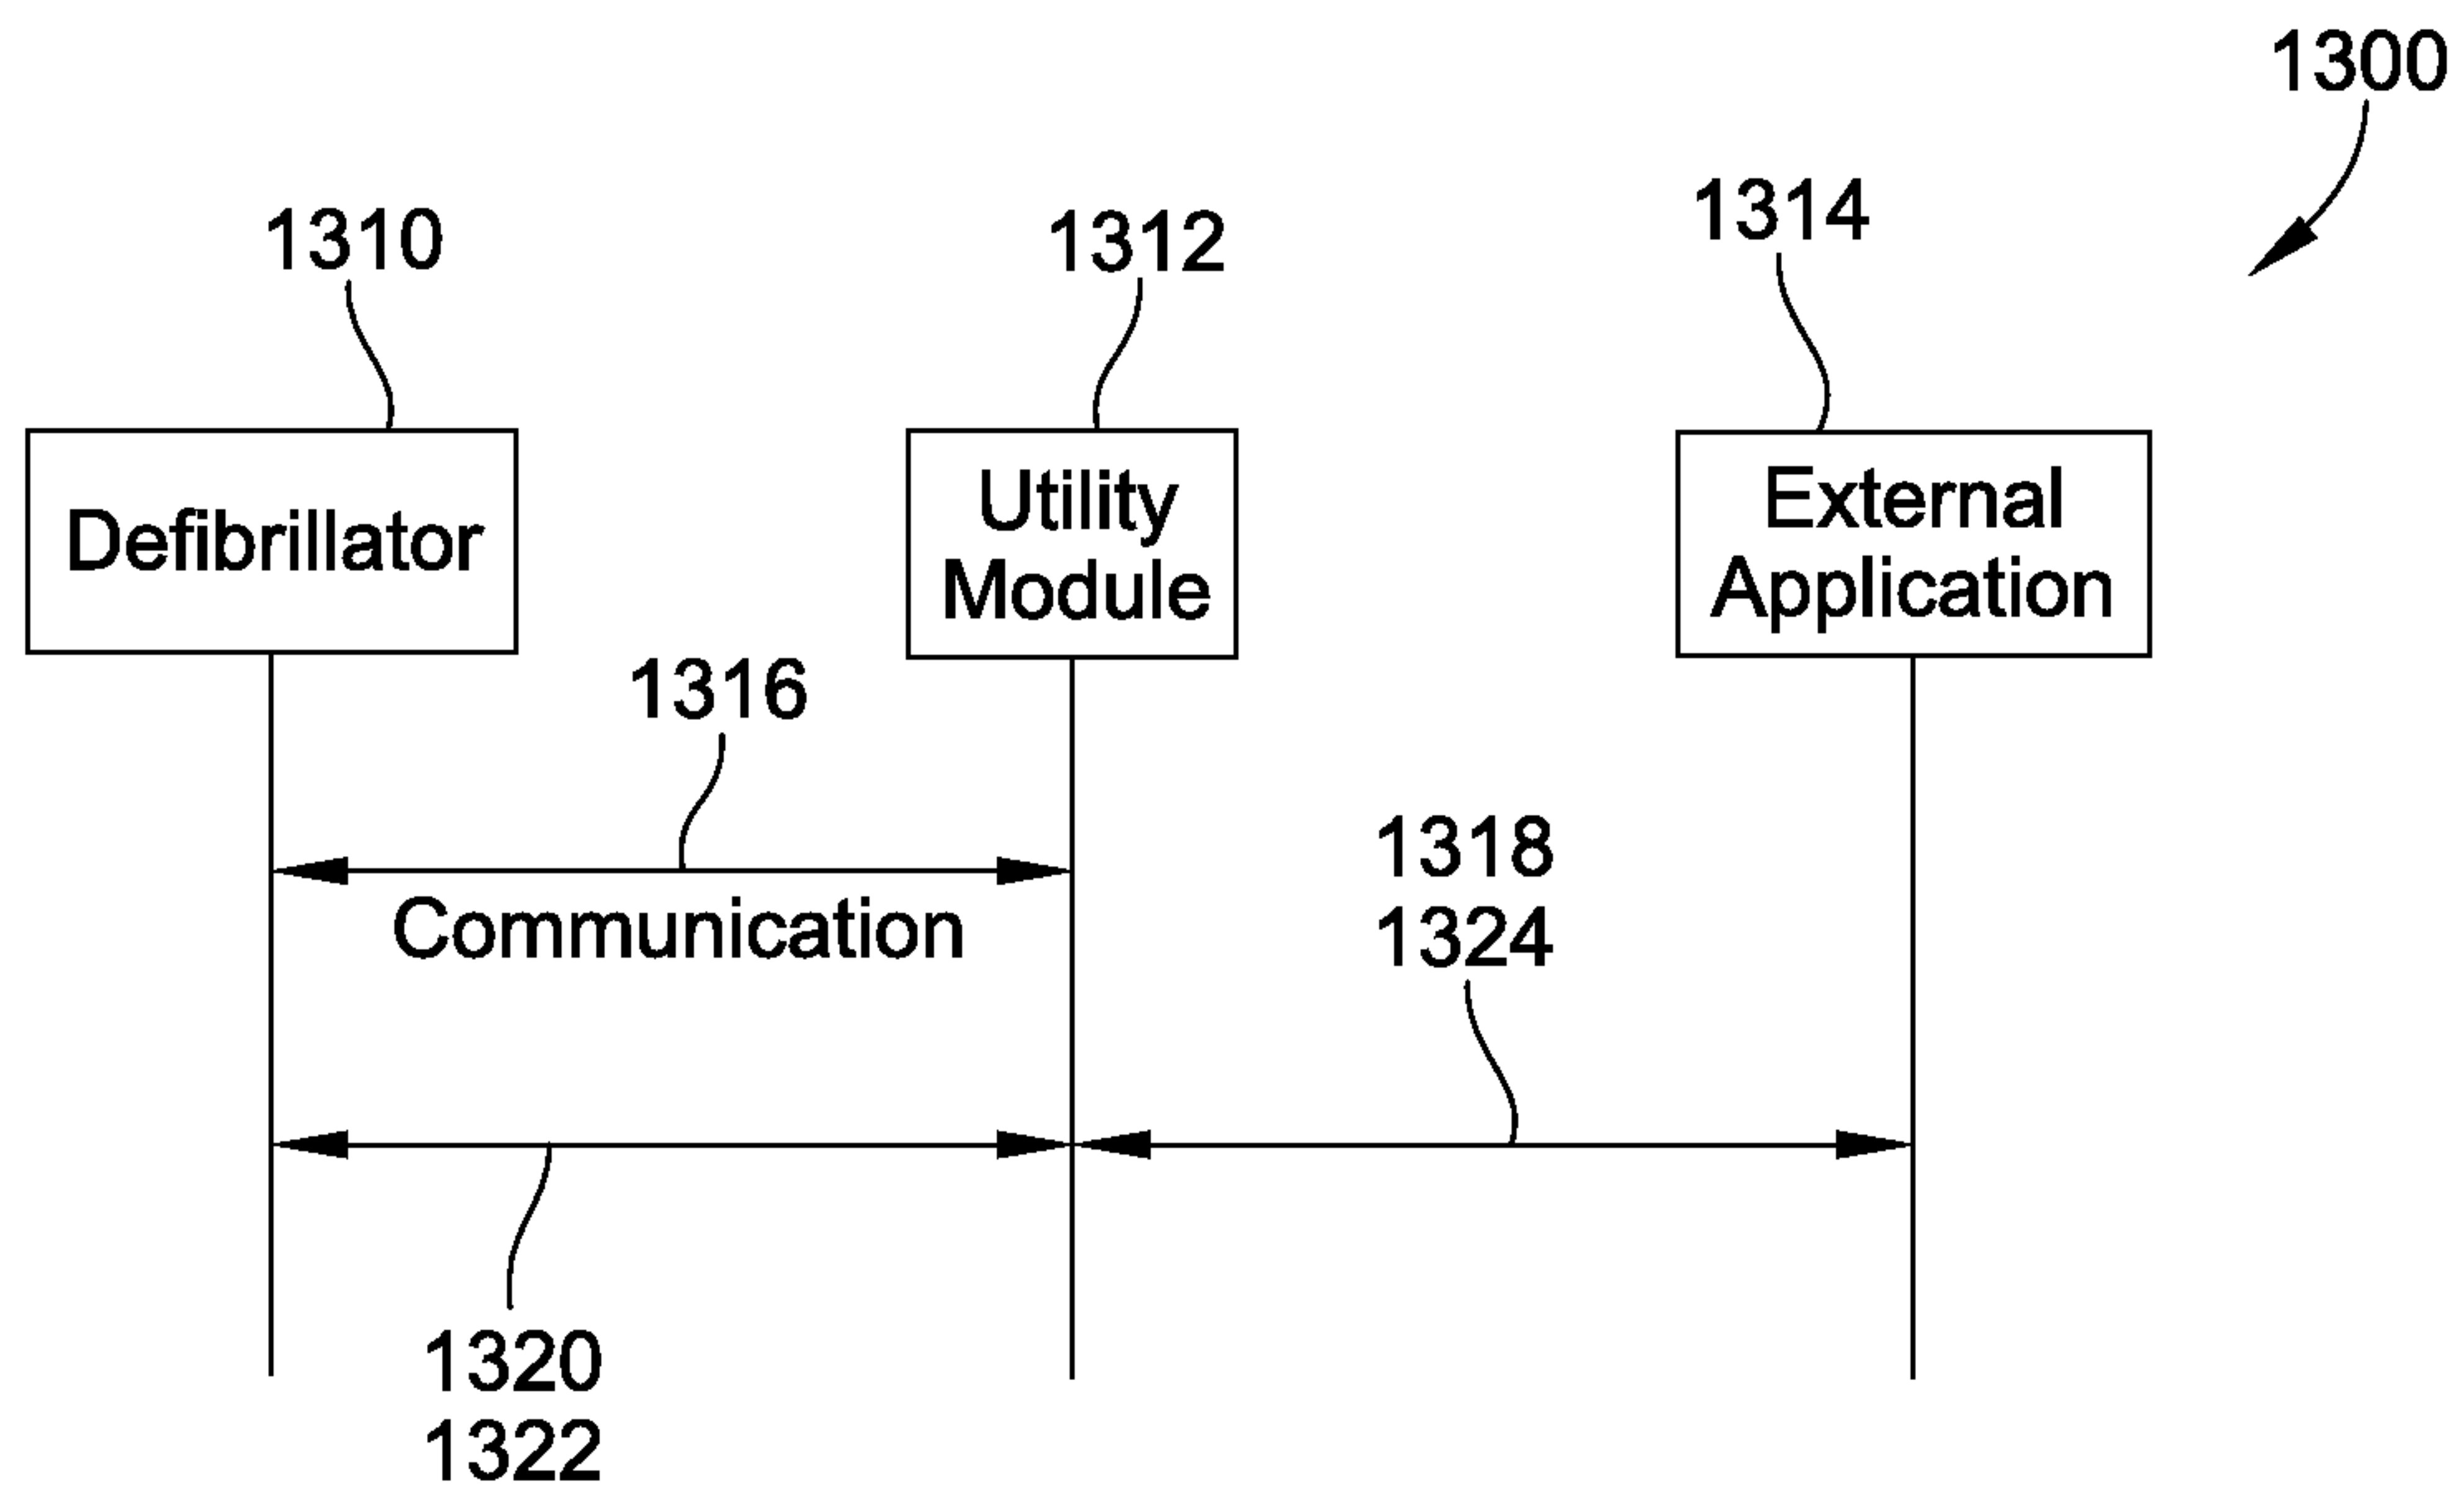 1300
1310
1312
1314
Defibrillator
Utility
Module
External
Application
1316
Communication
1318
1324
1320
1322